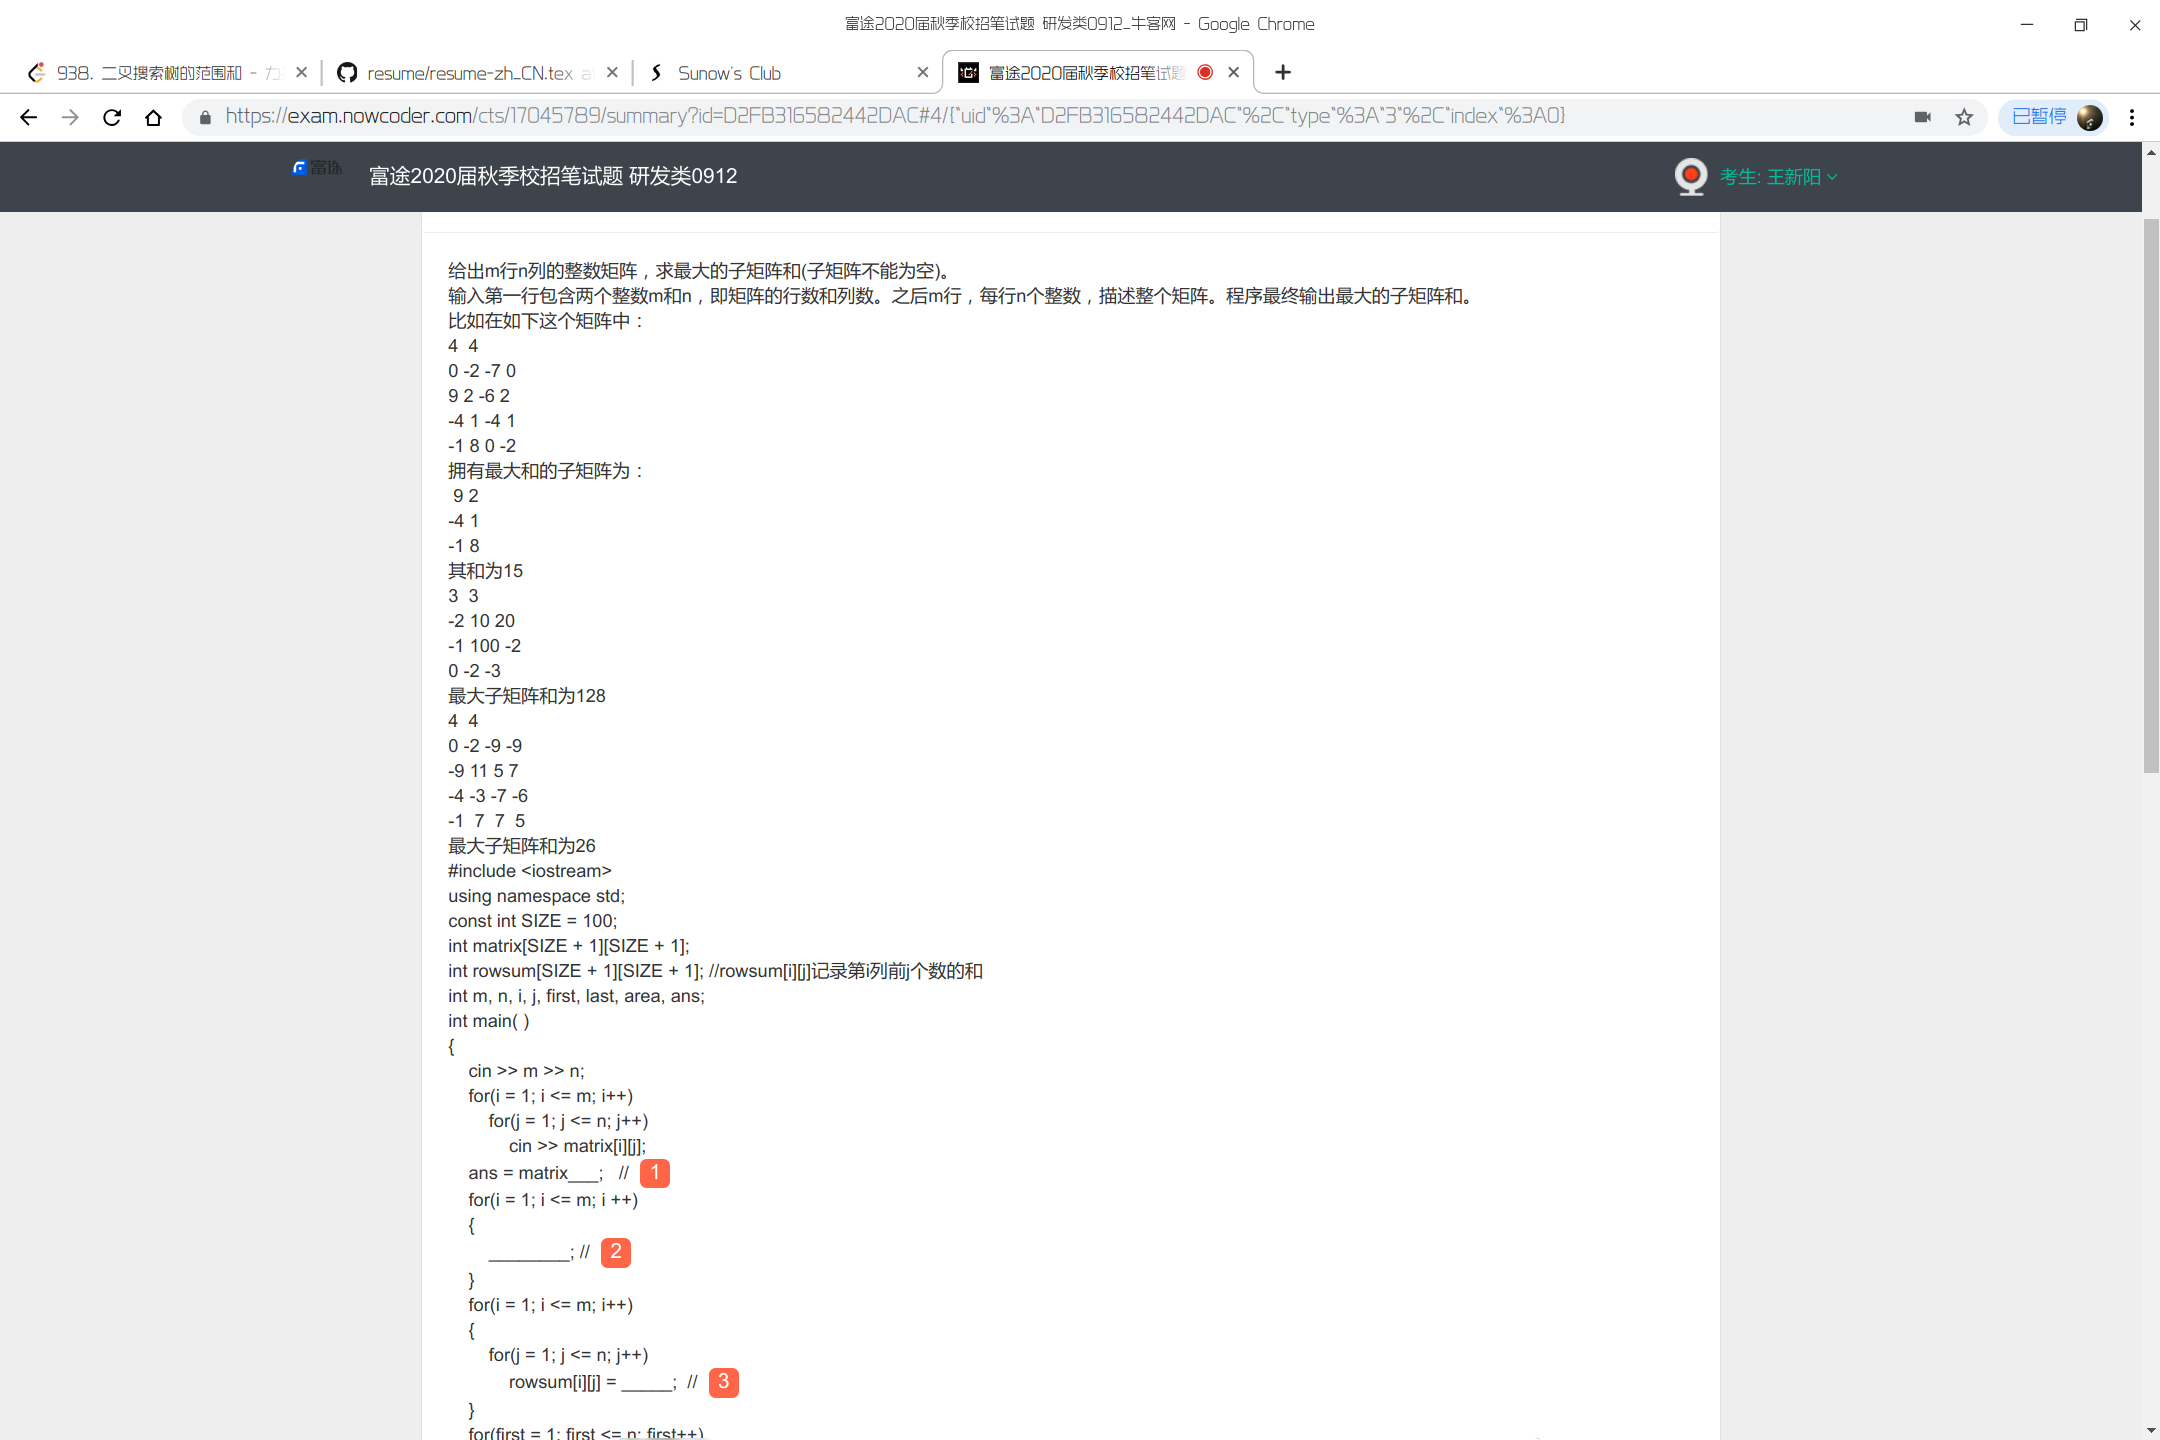 富途2020届秋季校招笔试题 研发类0912_牛客网 - Google Chrome
938. 二叉搜索树的范围和 -
resume/resume-zh_CN.tex
Sunow's Club
富途2020届秋季校招笔试题
https://exam.nowcoder.com/cts/17045789/summary?id=D2FB316582442DAC#4/{"uid"%3A"D2FB316582442DAC"%2C"type"%3A"3"%2C"index"%3A0}
已暂停
富途
富途2020届秋季校招笔试题 研发类0912
考生: 王新阳
给出m行n列的整数矩阵，求最大的子矩阵和(子矩阵不能为空)。
输入第一行包含两个整数m和n，即矩阵的行数和列数。之后m行，每行n个整数，描述整个矩阵。程序最终输出最大的子矩阵和。
比如在如下这个矩阵中：
4  4
0 -2 -7 0
9 2 -6 2
-4 1 -4 1
-1 8 0 -2
拥有最大和的子矩阵为：
9 2
-4 1
-1 8
其和为15
3  3
-2 10 20
-1 100 -2
0 -2 -3
最大子矩阵和为128
4  4
0 -2 -9 -9
-9 11 5 7
-4 -3 -7 -6
-1  7  7  5
最大子矩阵和为26
#include <iostream>
using namespace std;
const int SIZE = 100;
int matrix[SIZE + 1][SIZE + 1];
int rowsum[SIZE + 1][SIZE + 1]; //rowsum[i][j]记录第i列前j个数的和
int m, n, i, j, first, last, area, ans;
int main( )
{
cin >> m >> n;
for(i = 1; i <= m; i++)
for(j = 1; j <= n; j++)
cin >> matrix[i][j];
ans = matrix___;   // 1
for(i = 1; i <= m; i ++)
{
________; // 2
}
for(i = 1; i <= m; i++)
{
for(j = 1; j <= n; j++)
rowsum[i][j] = _____;  // 3
}
for(first = 1; first <= n; first++)